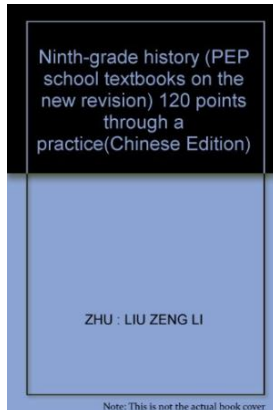 Ninth-grade history (PEP
school textbooks on the
new revision) 120 points
through a
practice(Chinese Edition)
ZHU : LIU ZENG LI
Note: This is not the actual book cover